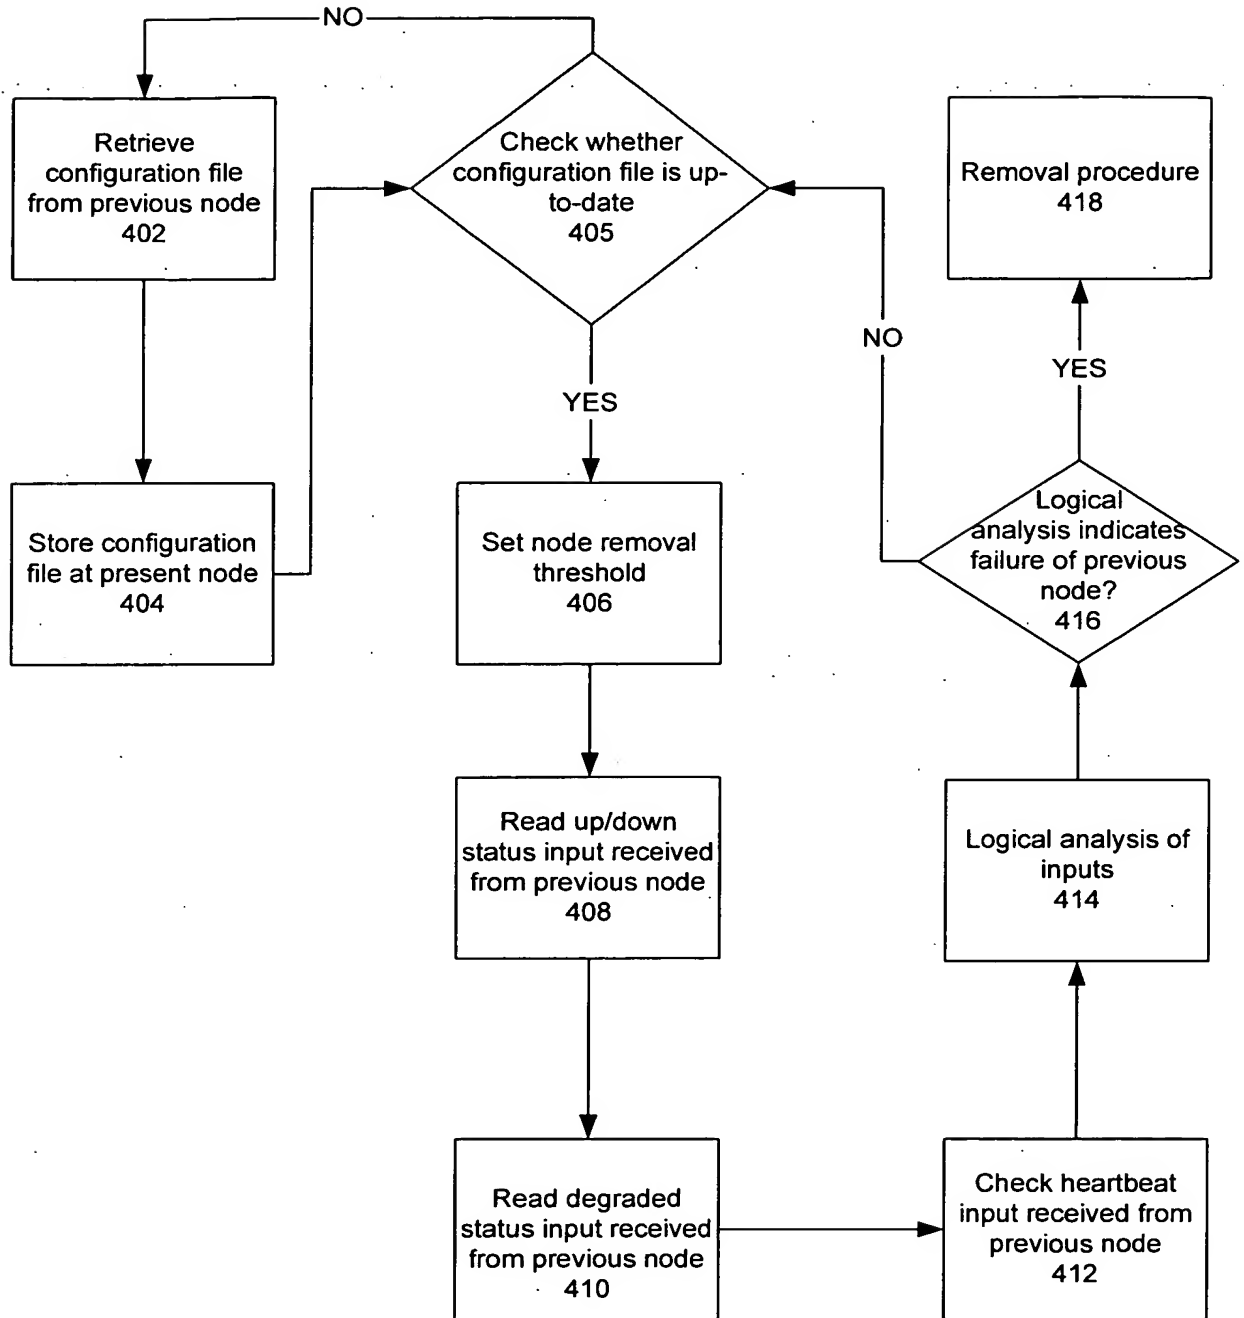 NO
Retrieve
configuration file
from previous node
402
Check whether
configuration file is up-
to-date
405
Removal procedure
418
NO
YES
YES
Store configuration
file at present node
404
Set node removal
threshold
406
Logical
analysis indicates
failure of previous
node?
416
Read up/down
status input received
from previous node
408
Logical analysis of
inputs
414
Read degraded
status input received
from previous node
410
Check heartbeat
input received from
previous node
412